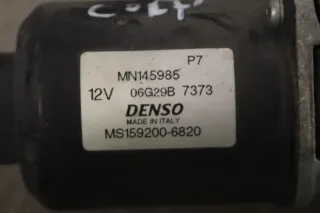 P7
MN145985
12V 06G29B 7373
DENSO
MADE IN ITALY
MS159200-6820